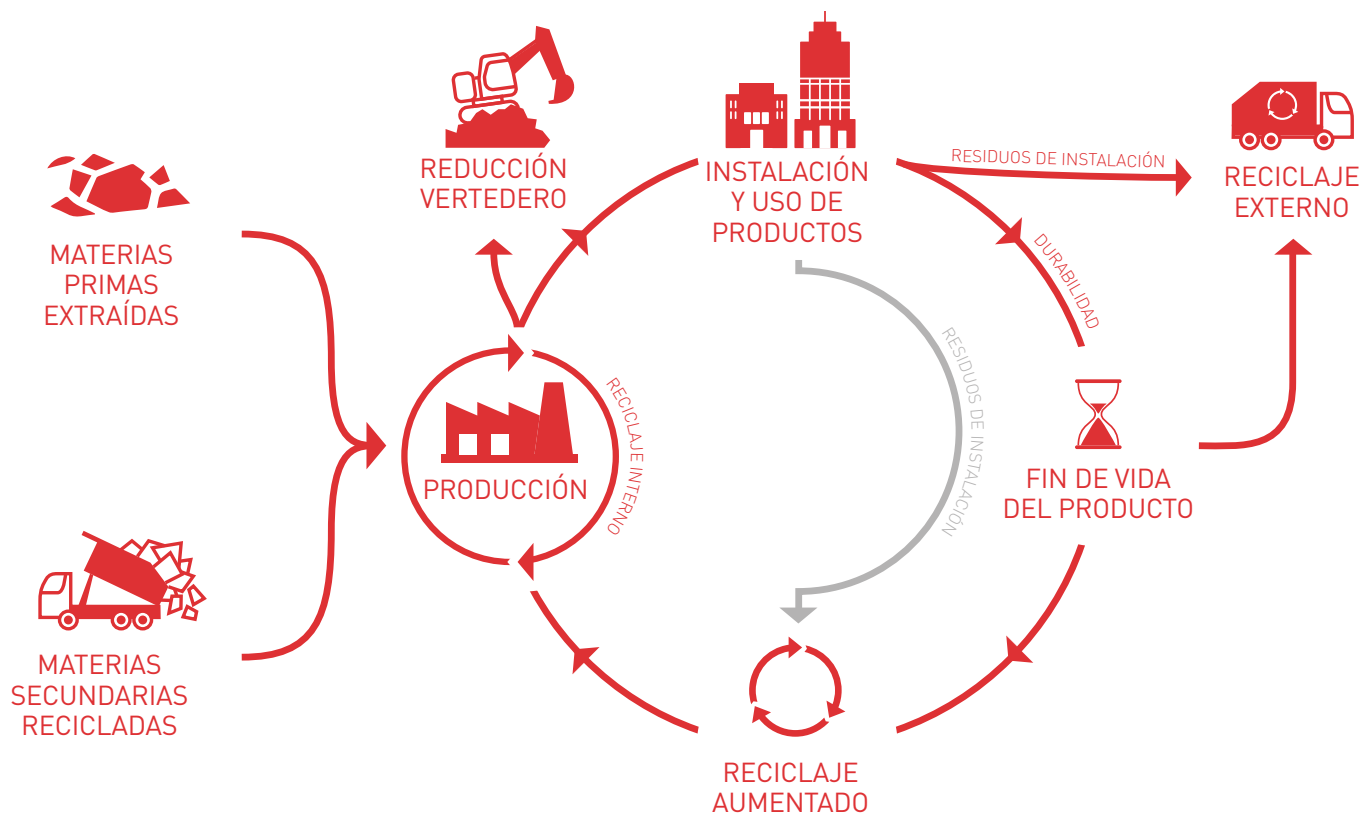 REDUCCIÓN
VERTEDERO
INSTALACIÓN
Y USO DE
PRODUCTOS
RESIDUOS DE INSTALACIÓN
RECICLAJE
EXTERNO
MATERIAS
PRIMAS
EXTRAÍDAS
DURABILIDAD
RESIDUOS DE INSTALACIÓN
RECICLAJE INTERNO
PRODUCCIÓN
FIN DE VIDA
DEL PRODUCTO
MATERIAS
SECUNDARIAS
RECICLADAS
RECICLAJE
AUMENTADO